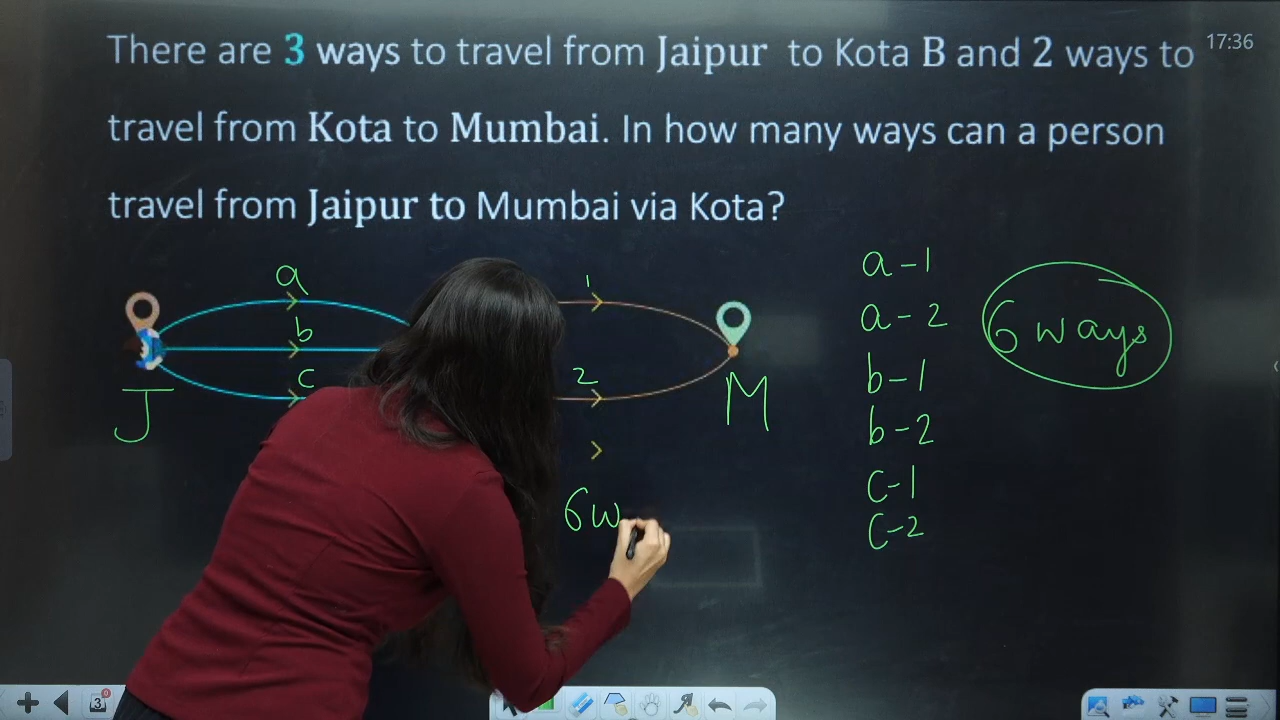 There are 3 ways to travel from Jaipur to Kota B and 2 ways to
17:36
travel from Kota to Mumbai. In how many ways can a person
travel from Jaipur to Mumbai via Kota?
a
b
c
J
1
2
M
6w
a-1
a-2
b-1
b-2
c-1
c-2
6 ways
3